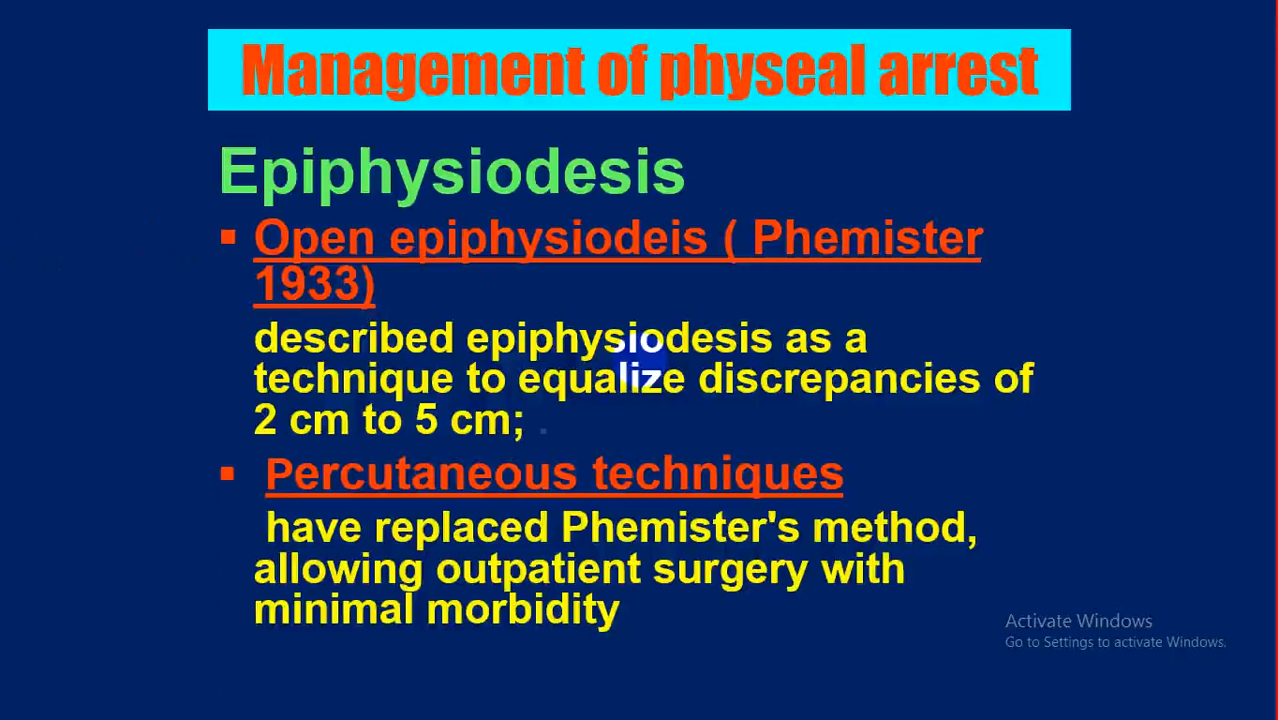 Management of physeal arrest
Epiphysiodesis
▪ Open epiphysiodeis ( Phemister
1933)
described epiphysiodesis as a
technique to equalize discrepancies of
2 cm to 5 cm; .
▪ Percutaneous techniques
have replaced Phemister's method,
allowing outpatient surgery with
minimal morbidity
Activate Windows
Go to Settings to activate Windows.